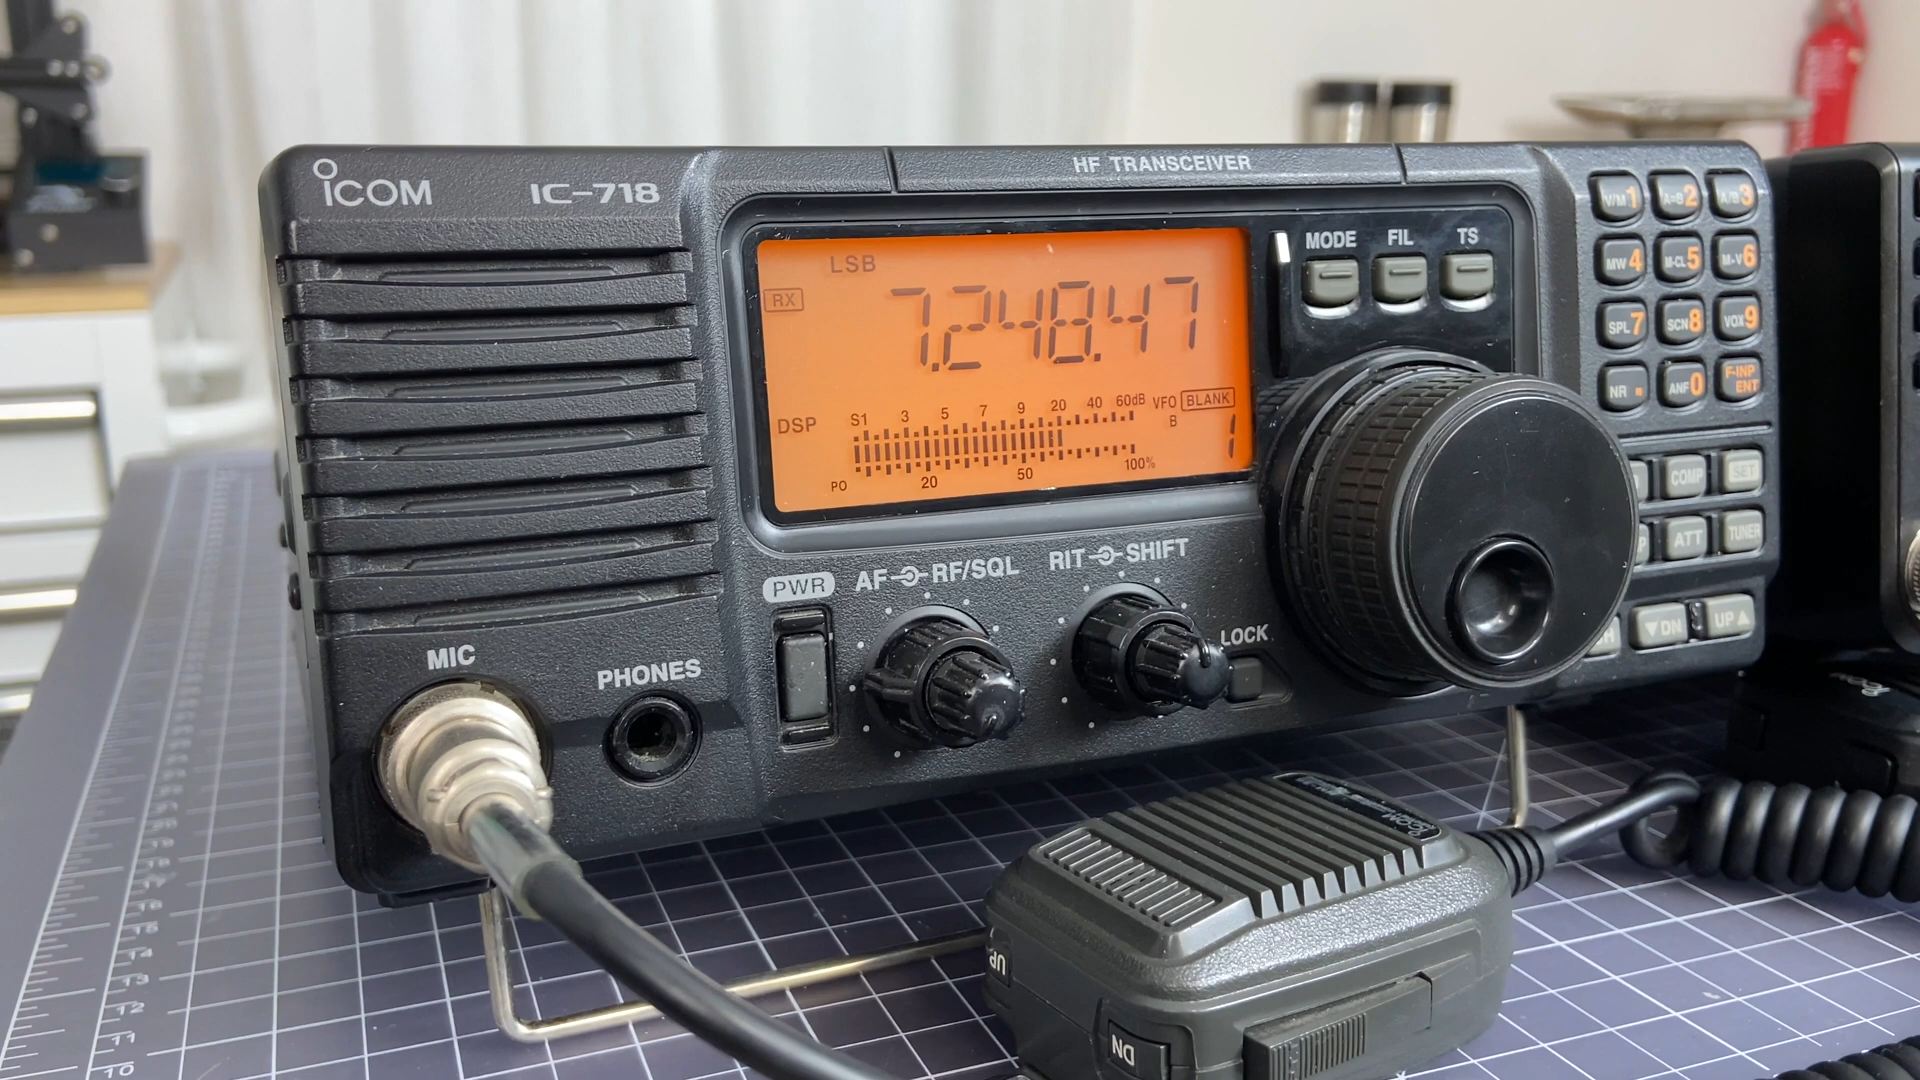 ICOM
IC-718
HF TRANSCEIVER
LSB
RX
7.248.47
DSP
S1 3 5 7 9 20 40 60dB
VFO B
BLANK
1
PO 20 50 100%
MODE FIL TS
V/M 1 A=B 2 A/B 3
MW 4 M-CL 5 M▸V 6
SPL 7 SCN 8 VOX 9
NR . ANF 0 F-INP ENT
COMP SET
ATT TUNER
▼DN UP▲
PWR
AF RF/SQL
RIT SHIFT
LOCK
MIC
PHONES
ICOM
UP
DN